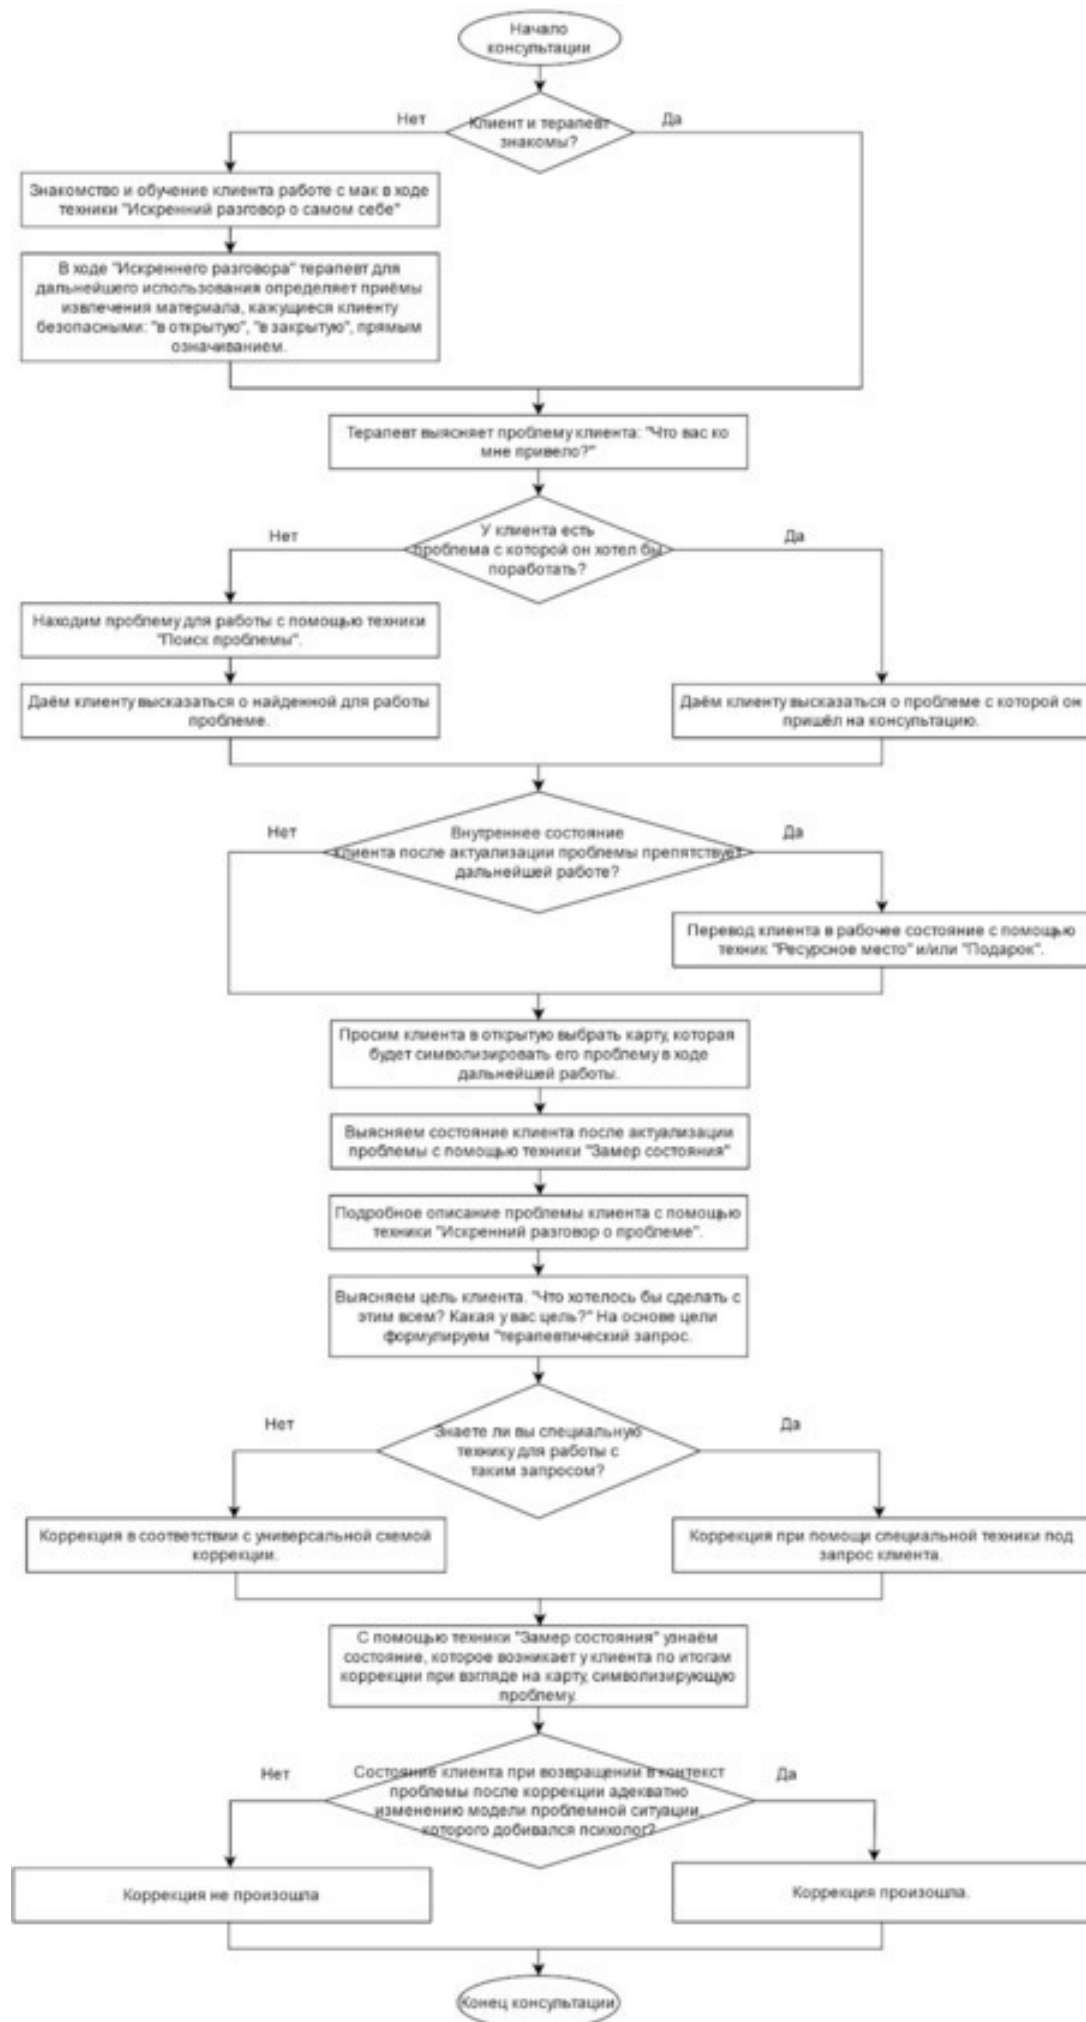 Начало
консультации
Клиент и терапевт
знакомы?
Нет
Да
Знакомство и обучение клиента работе с мак в ходе
техники "Искренний разговор о самом себе"
В ходе "Искреннего разговора" терапевт для
дальнейшего использования определяет приёмы
извлечения материала, кажущиеся клиенту
безопасными: "в открытую", "в закрытую", прямым
означиванием.
Терапевт выясняет проблему клиента: "Что вас ко
мне привело?"
У клиента есть
проблема с которой он хотел бы
поработать?
Нет
Да
Находим проблему для работы с помощью техники
"Поиск проблемы".
Даём клиенту высказаться о найденной для работы
проблеме.
Даём клиенту высказаться о проблеме с которой он
пришёл на консультацию.
Внутреннее состояние
клиента после актуализации проблемы препятствует
дальнейшей работе?
Нет
Да
Перевод клиента в рабочее состояние с помощью
техник "Ресурсное место" и/или "Подарок".
Просим клиента в открытую выбрать карту, которая
будет символизировать его проблему в ходе
дальнейшей работы.
Выясняем состояние клиента после актуализации
проблемы с помощью техники "Замер состояния"
Подробное описание проблемы клиента с помощью
техники "Искренний разговор о проблеме".
Выясняем цель клиента. "Что хотелось бы сделать с
этим всем? Какая у вас цель?" На основе цели
формулируем "терапевтический запрос.
Знаете ли вы специальную
технику для работы с
таким запросом?
Нет
Да
Коррекция в соответствии с универсальной схемой
коррекции.
Коррекция при помощи специальной техники под
запрос клиента.
С помощью техники "Замер состояния" узнаём
состояние, которое возникает у клиента по итогам
коррекции при взгляде на карту, символизирующую
проблему.
Состояние клиента при возвращении в контекст
проблемы после коррекции адекватно
изменению модели проблемной ситуации,
которого добивался психолог?
Нет
Да
Коррекция не произошла
Коррекция произошла.
Конец консультации